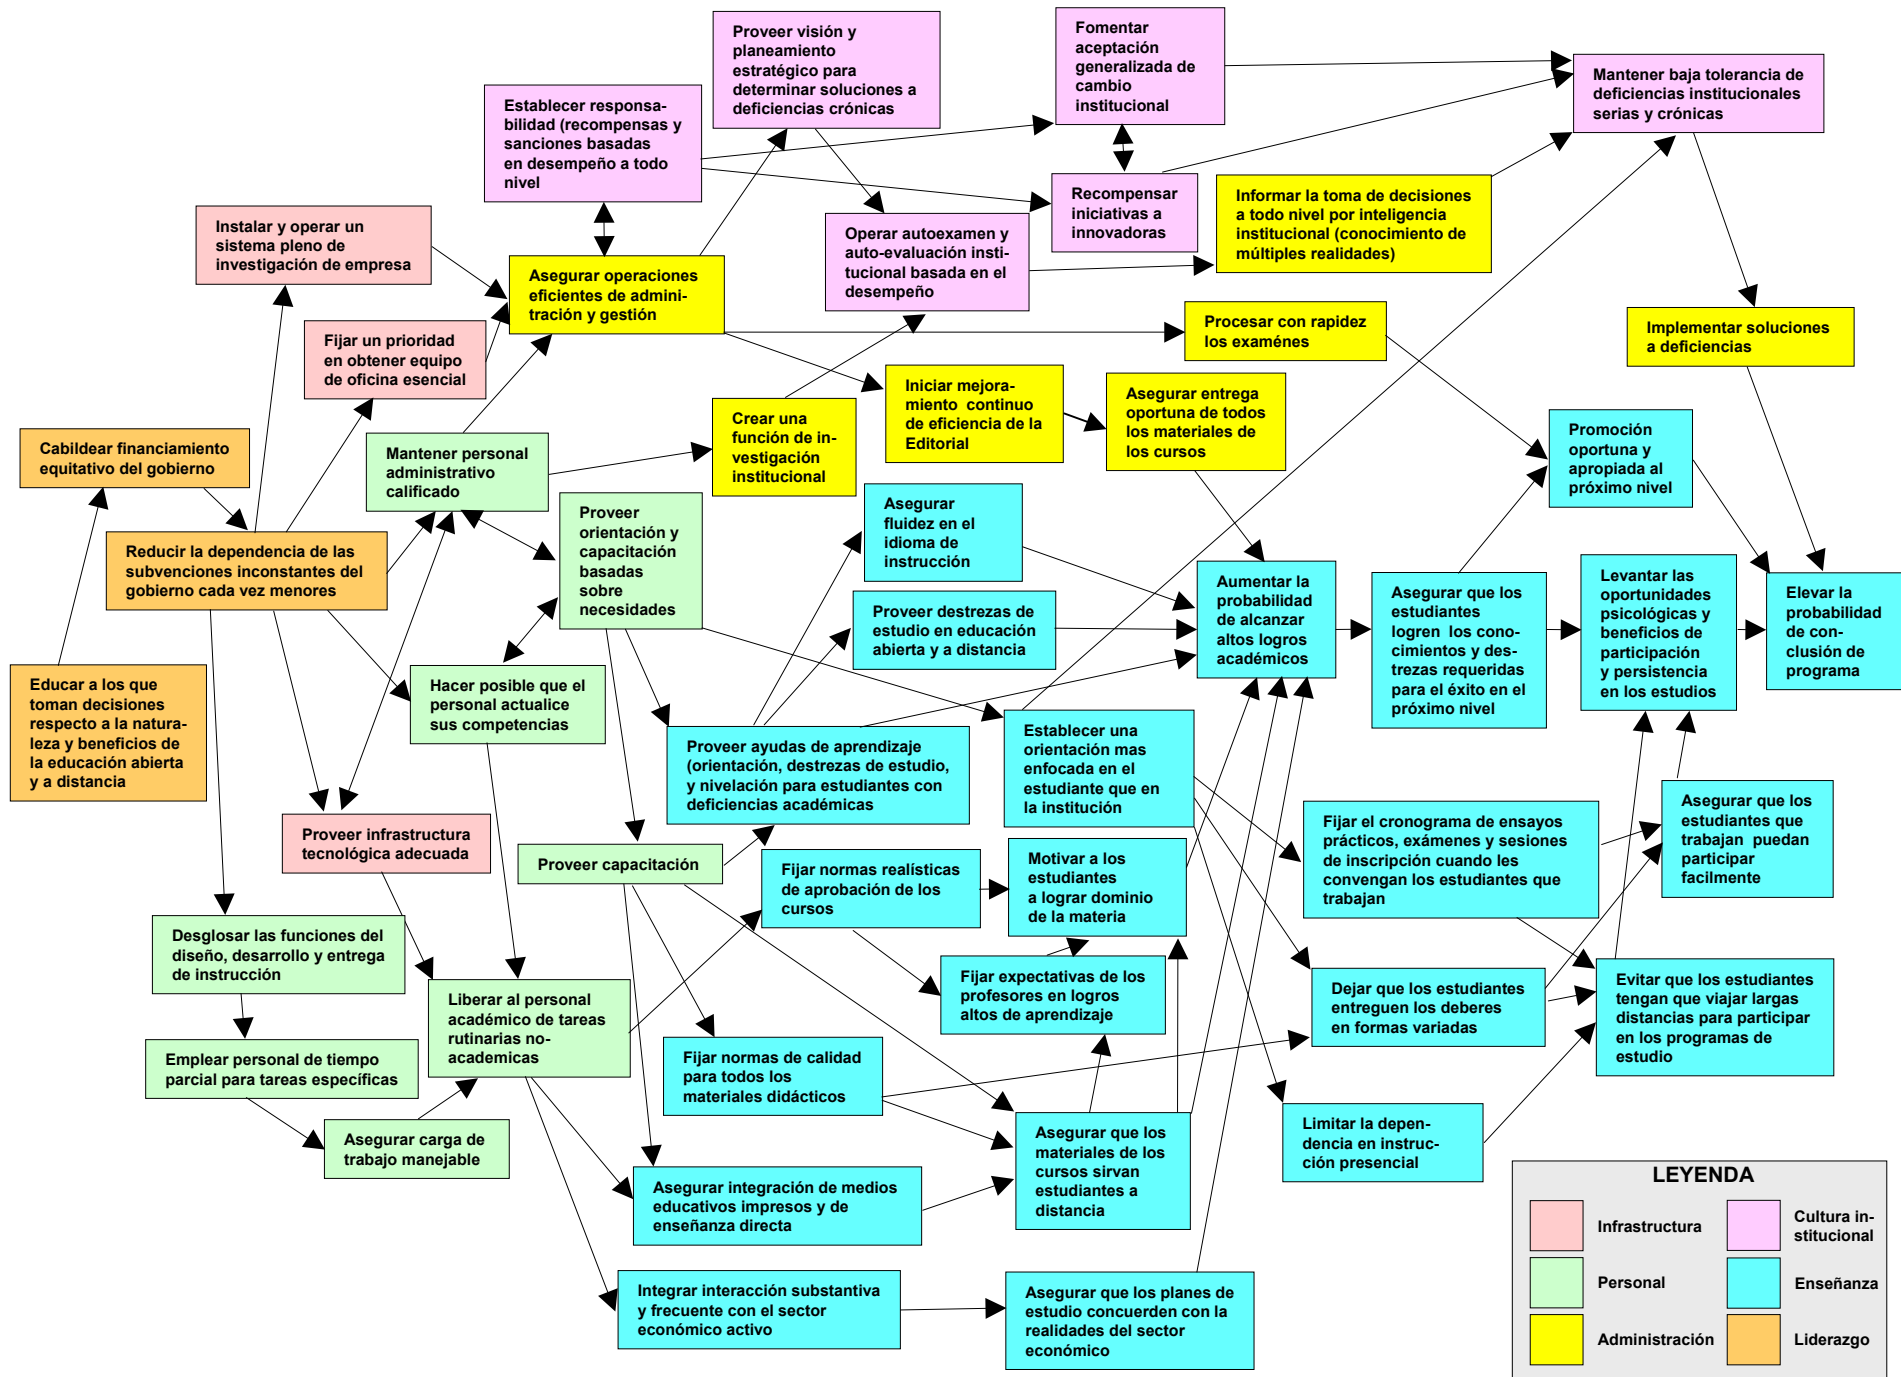 Proveer visión y
planeamiento
estratégico para
determinar soluciones a
deficiencias crónicas
Fomentar
aceptación
generalizada de
cambio
institucional
Mantener baja tolerancia de
deficiencias institucionales
serias y crónicas
Establecer responsa-
bilidad (recompensas y
sanciones basadas
en desempeño a todo
nivel
Recompensar
iniciativas a
innovadoras
Informar la toma de decisiones
a todo nivel por inteligencia
institucional (conocimiento de
múltiples realidades)
Instalar y operar un
sistema pleno de
investigación de empresa
Operar autoexamen y
auto-evaluación insti-
tucional basada en el
desempeño
Asegurar operaciones
eficientes de admini-
tración y gestión
Procesar con rapidez
los examénes
Implementar soluciones
a deficiencias
Fijar un prioridad
en obtener equipo
de oficina esencial
Iniciar mejora-
miento  continuo
de eficiencia de la
Editorial
Asegurar entrega
oportuna de todos
los materiales de
los cursos
Crear una
función de in-
vestigación
institucional
Promoción
oportuna y
apropiada al
próximo nivel
Cabildear financiamiento
equitativo del gobierno
Mantener personal
administrativo
calificado
Proveer
orientación y
capacitación
basadas
sobre
necesidades
Asegurar
fluidez en el
idioma de
instrucción
Reducir la dependencia de las
subvenciones inconstantes del
gobierno cada vez menores
Aumentar la
probabilidad
de alcanzar
altos logros
académicos
Asegurar que los
estudiantes
logren  los cono-
cimientos y des-
trezas requeridas
para el éxito en el
próximo nivel
Levantar las
oportunidades
psicológicas y
beneficios de
participación
y persistencia
en los estudios
Elevar la
probabilidad
de con-
clusión de
programa
Proveer destrezas de
estudio en educación
abierta y a distancia
Educar a los que
toman decisiones
respecto a la natura-
leza y beneficios de
la educación abierta
y a distancia
Hacer posible que el
personal actualice
sus competencias
Proveer ayudas de aprendizaje
(orientación, destrezas de estudio,
y nivelación para estudiantes con
deficiencias académicas
Establecer una
orientación mas
enfocada en el
estudiante que en
la institución
Asegurar que los
estudiantes que
trabajan  puedan
participar
facilmente
Fijar el cronograma de ensayos
prácticos, exámenes y sesiones
de inscripción cuando les
convengan los estudiantes que
trabajan
Proveer infrastructura
tecnológica adecuada
Proveer capacitación
Fijar normas realísticas
de aprobación de los
cursos
Motivar a los
estudiantes
a lograr dominio
de la materia
Desglosar las funciones del
diseño, desarrollo y entrega
de instrucción
Fijar expectativas de los
profesores en logros
altos de aprendizaje
Dejar que los estudiantes
entreguen los deberes
en formas variadas
Evitar que los estudiantes
tengan que viajar largas
distancias para participar
en los programas de
estudio
Liberar al personal
académico de tareas
rutinarias no-
academicas
Emplear personal de tiempo
parcial para tareas específicas
Fijar normas de calidad
para todos los
materiales didácticos
Asegurar carga de
trabajo manejable
Asegurar que los
materiales de los
cursos sirvan
estudiantes a
distancia
Limitar la depen-
dencia en instruc-
ción presencial
Asegurar integración de medios
educativos impresos y de
enseñanza directa
Integrar interacción substantiva
y frecuente con el sector
económico activo
Asegurar que los planes de
estudio concuerden con la
realidades del sector
económico
LEYENDA
Infrastructura
Cultura in-
stitucional
Personal
Enseñanza
Administración
Liderazgo